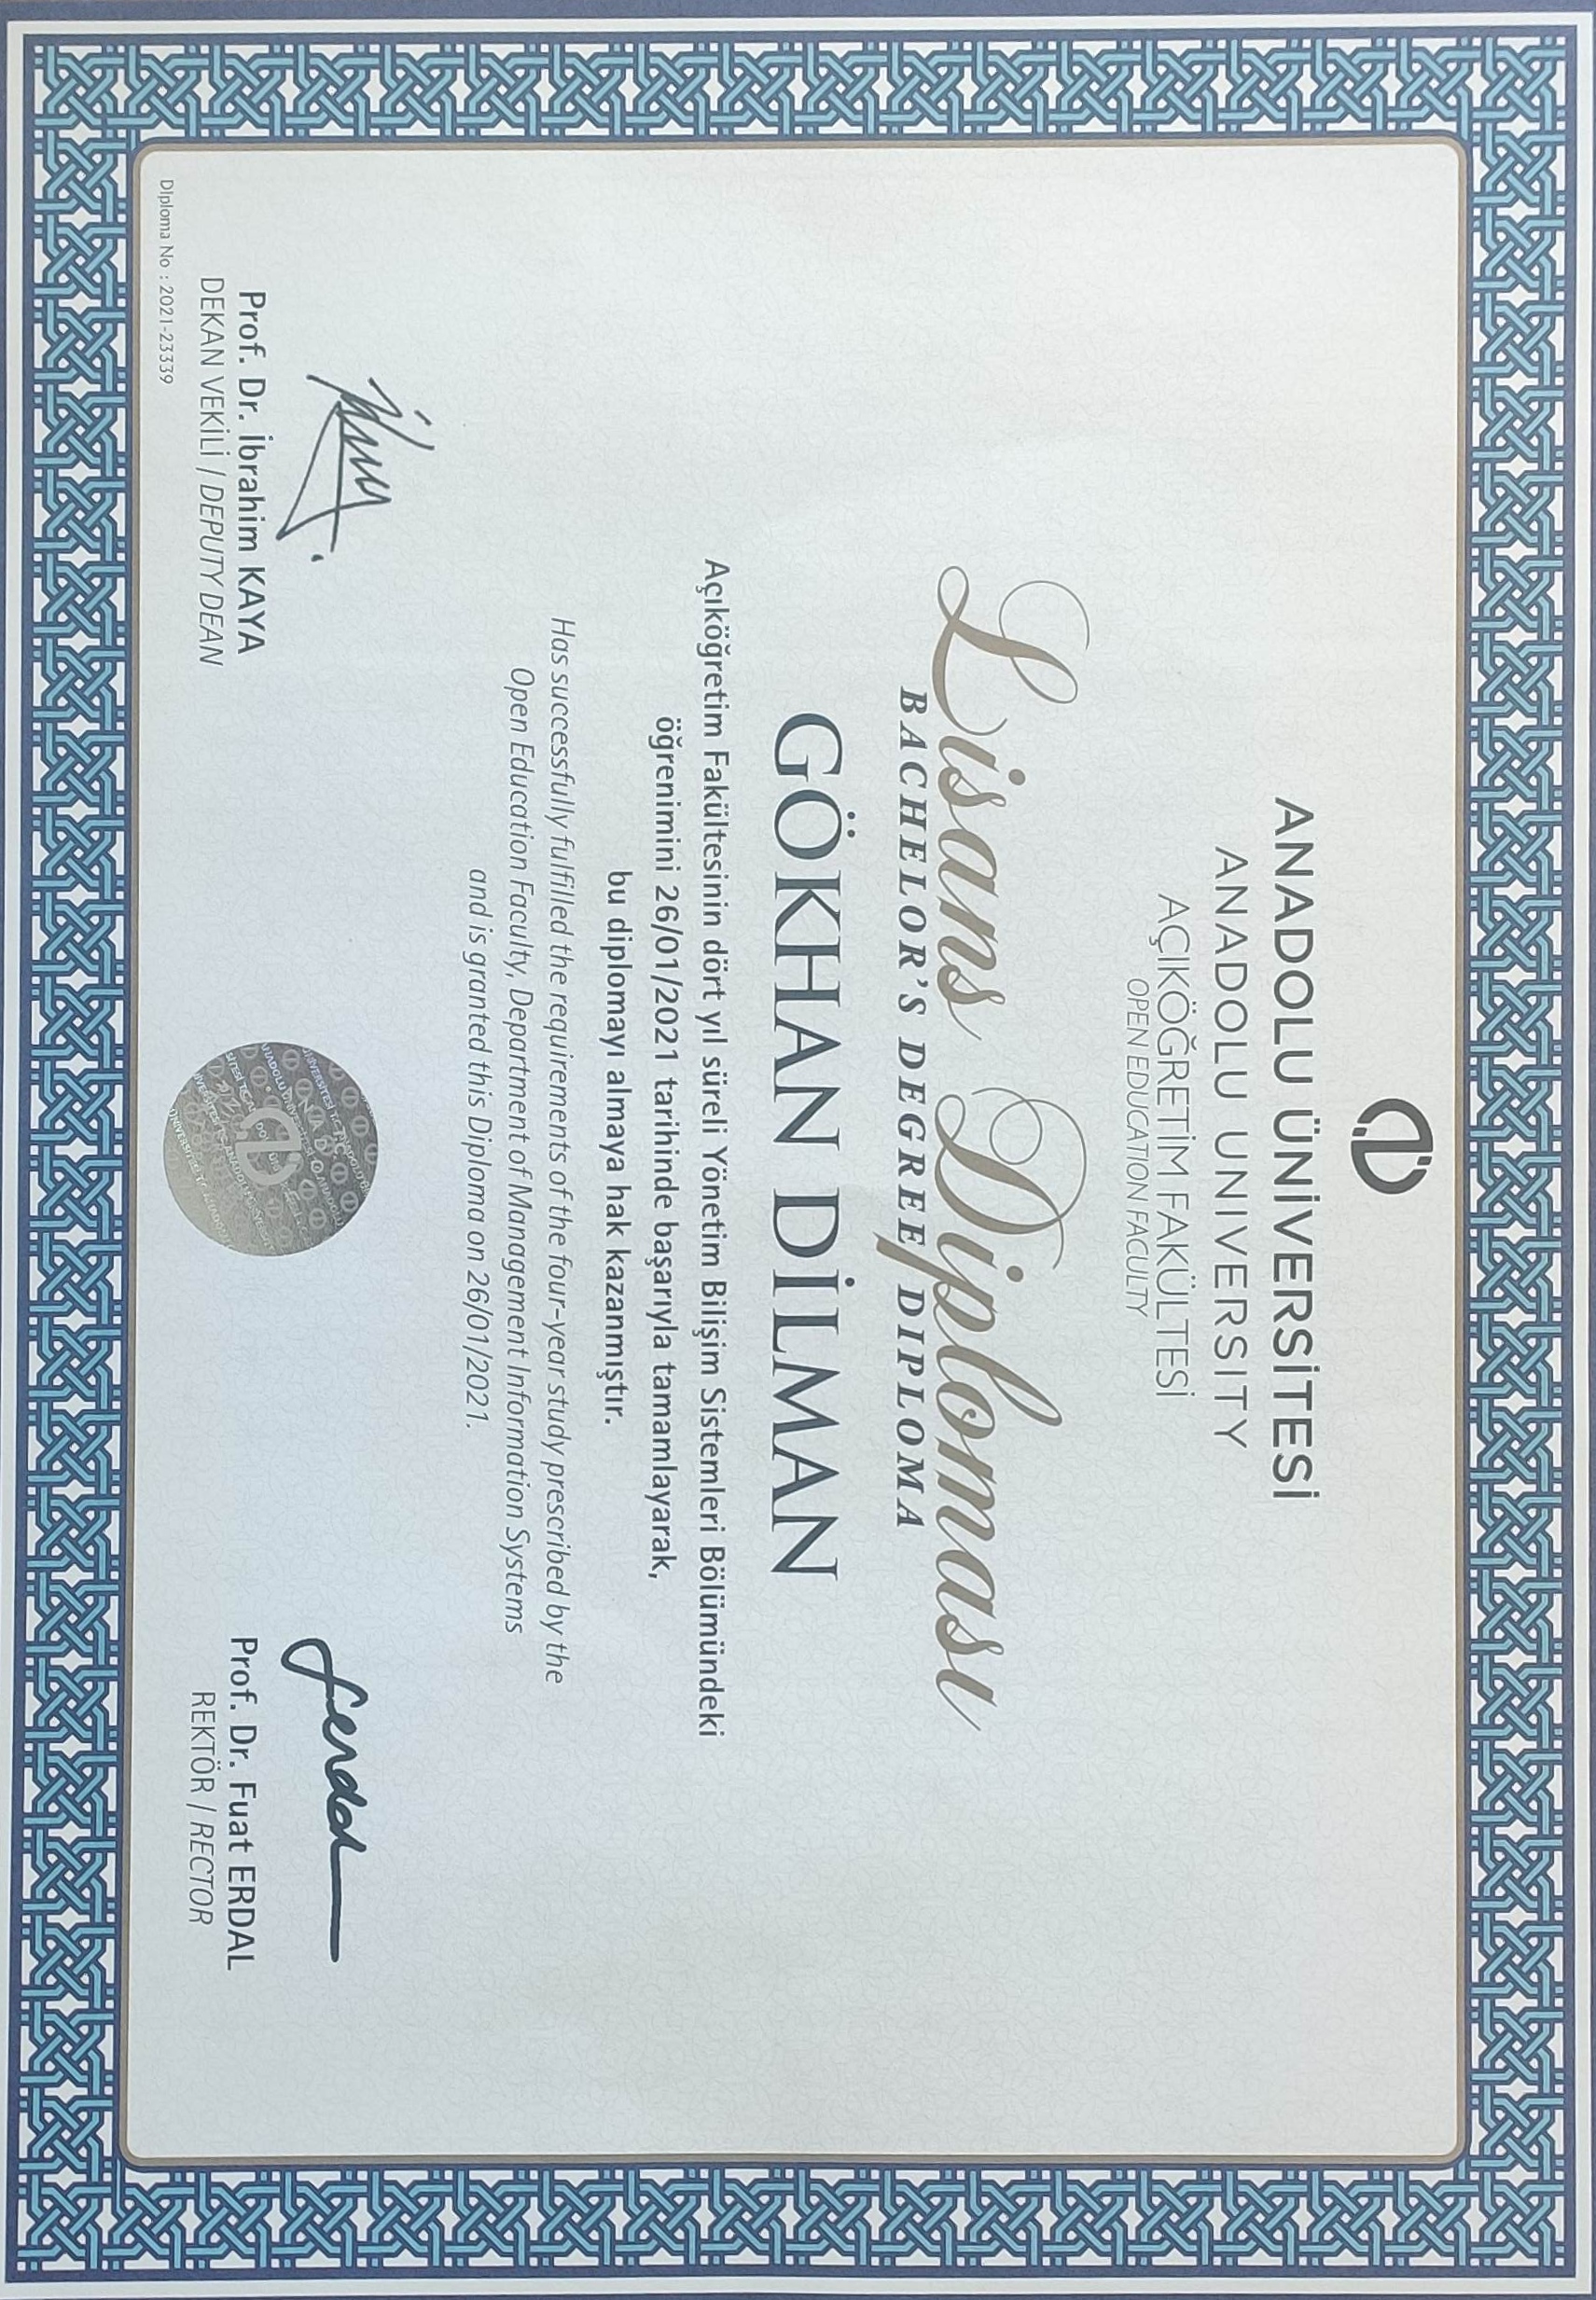 ANADOLU ÜNİVERSİTESİ
ANADOLU UNIVERSITY
AÇIKÖĞRETİM FAKÜLTESİ
OPEN EDUCATION FACULTY
Lisans Diploması
BACHELOR'S DEGREE DIPLOMA
GÖKHAN DİLMAN
Açıköğretim Fakültesinin dört yıl süreli Yönetim Bilişim Sistemleri Bölümündeki
öğrenimini 26/01/2021 tarihinde başarıyla tamamlayarak,
bu diplomayı almaya hak kazanmıştır.
Has successfully fulfilled the requirements of the four-year study prescribed by the
Open Education Faculty, Department of Management Information Systems
and is granted this Diploma on 26/01/2021.
Prof. Dr. İbrahim KAYA
DEKAN VEKİLİ / DEPUTY DEAN
Prof. Dr. Fuat ERDAL
REKTÖR / RECTOR
Diploma No : 2021-23339